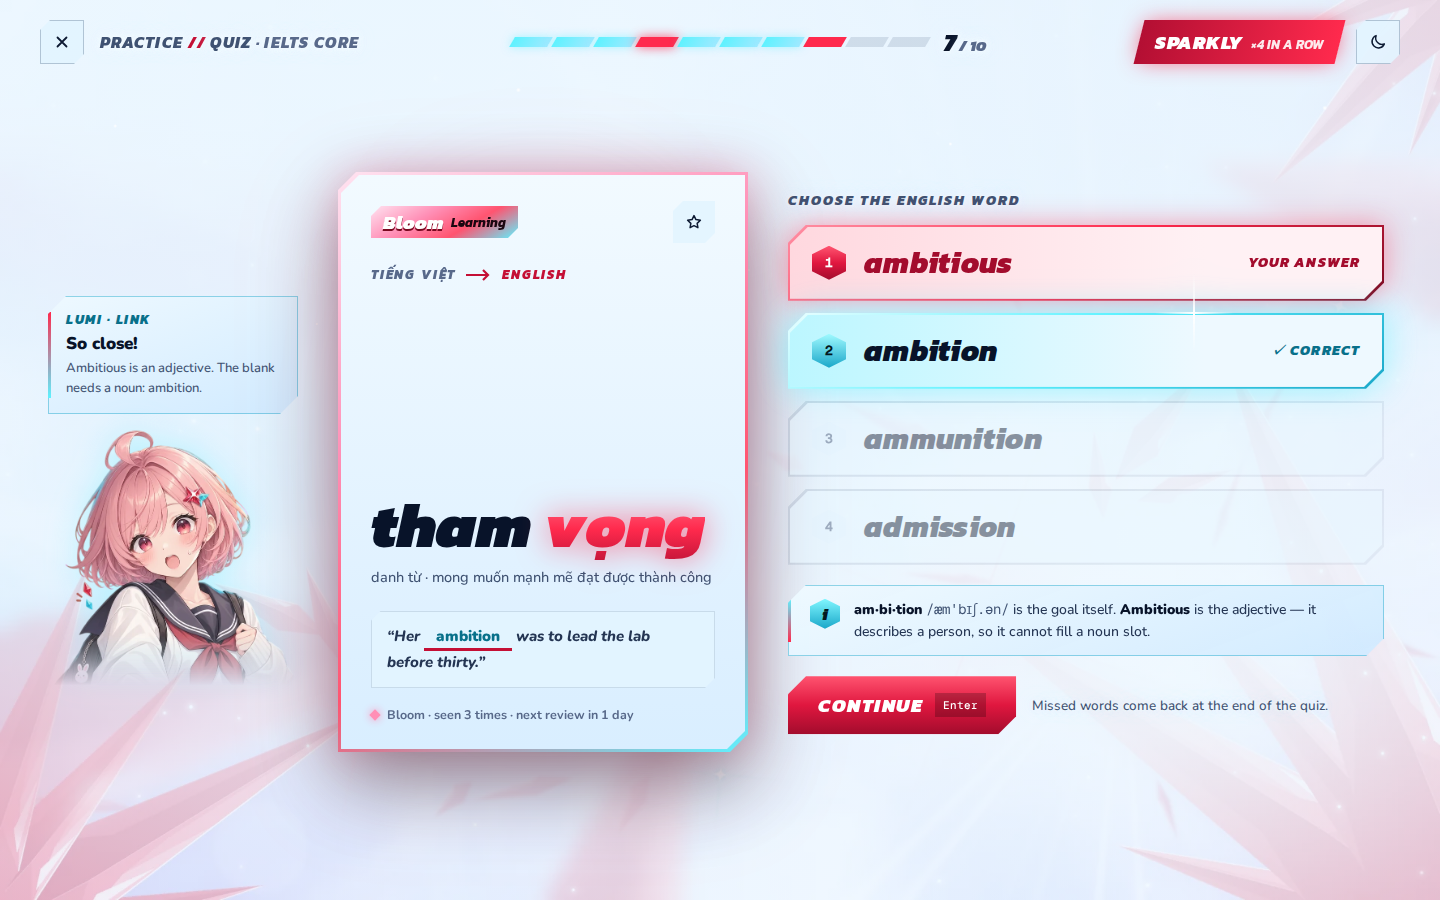 PRACTICE // QUIZ · IELTS CORE
7 / 10
SPARKLY ×4 IN A ROW
Bloom Learning
TIẾNG VIỆT → ENGLISH
tham vọng
danh từ · mong muốn mạnh mẽ đạt được thành công
“Her ambition was to lead the lab
before thirty.”
Bloom · seen 3 times · next review in 1 day
LUMI · LINK
So close!
Ambitious is an adjective. The blank
needs a noun: ambition.
CHOOSE THE ENGLISH WORD
1 ambitious YOUR ANSWER
2 ambition ✓ CORRECT
3 ammunition
4 admission
i
am·bi·tion /æmˈbɪʃ.ən/ is the goal itself. Ambitious is the adjective — it
describes a person, so it cannot fill a noun slot.
CONTINUE Enter
Missed words come back at the end of the quiz.